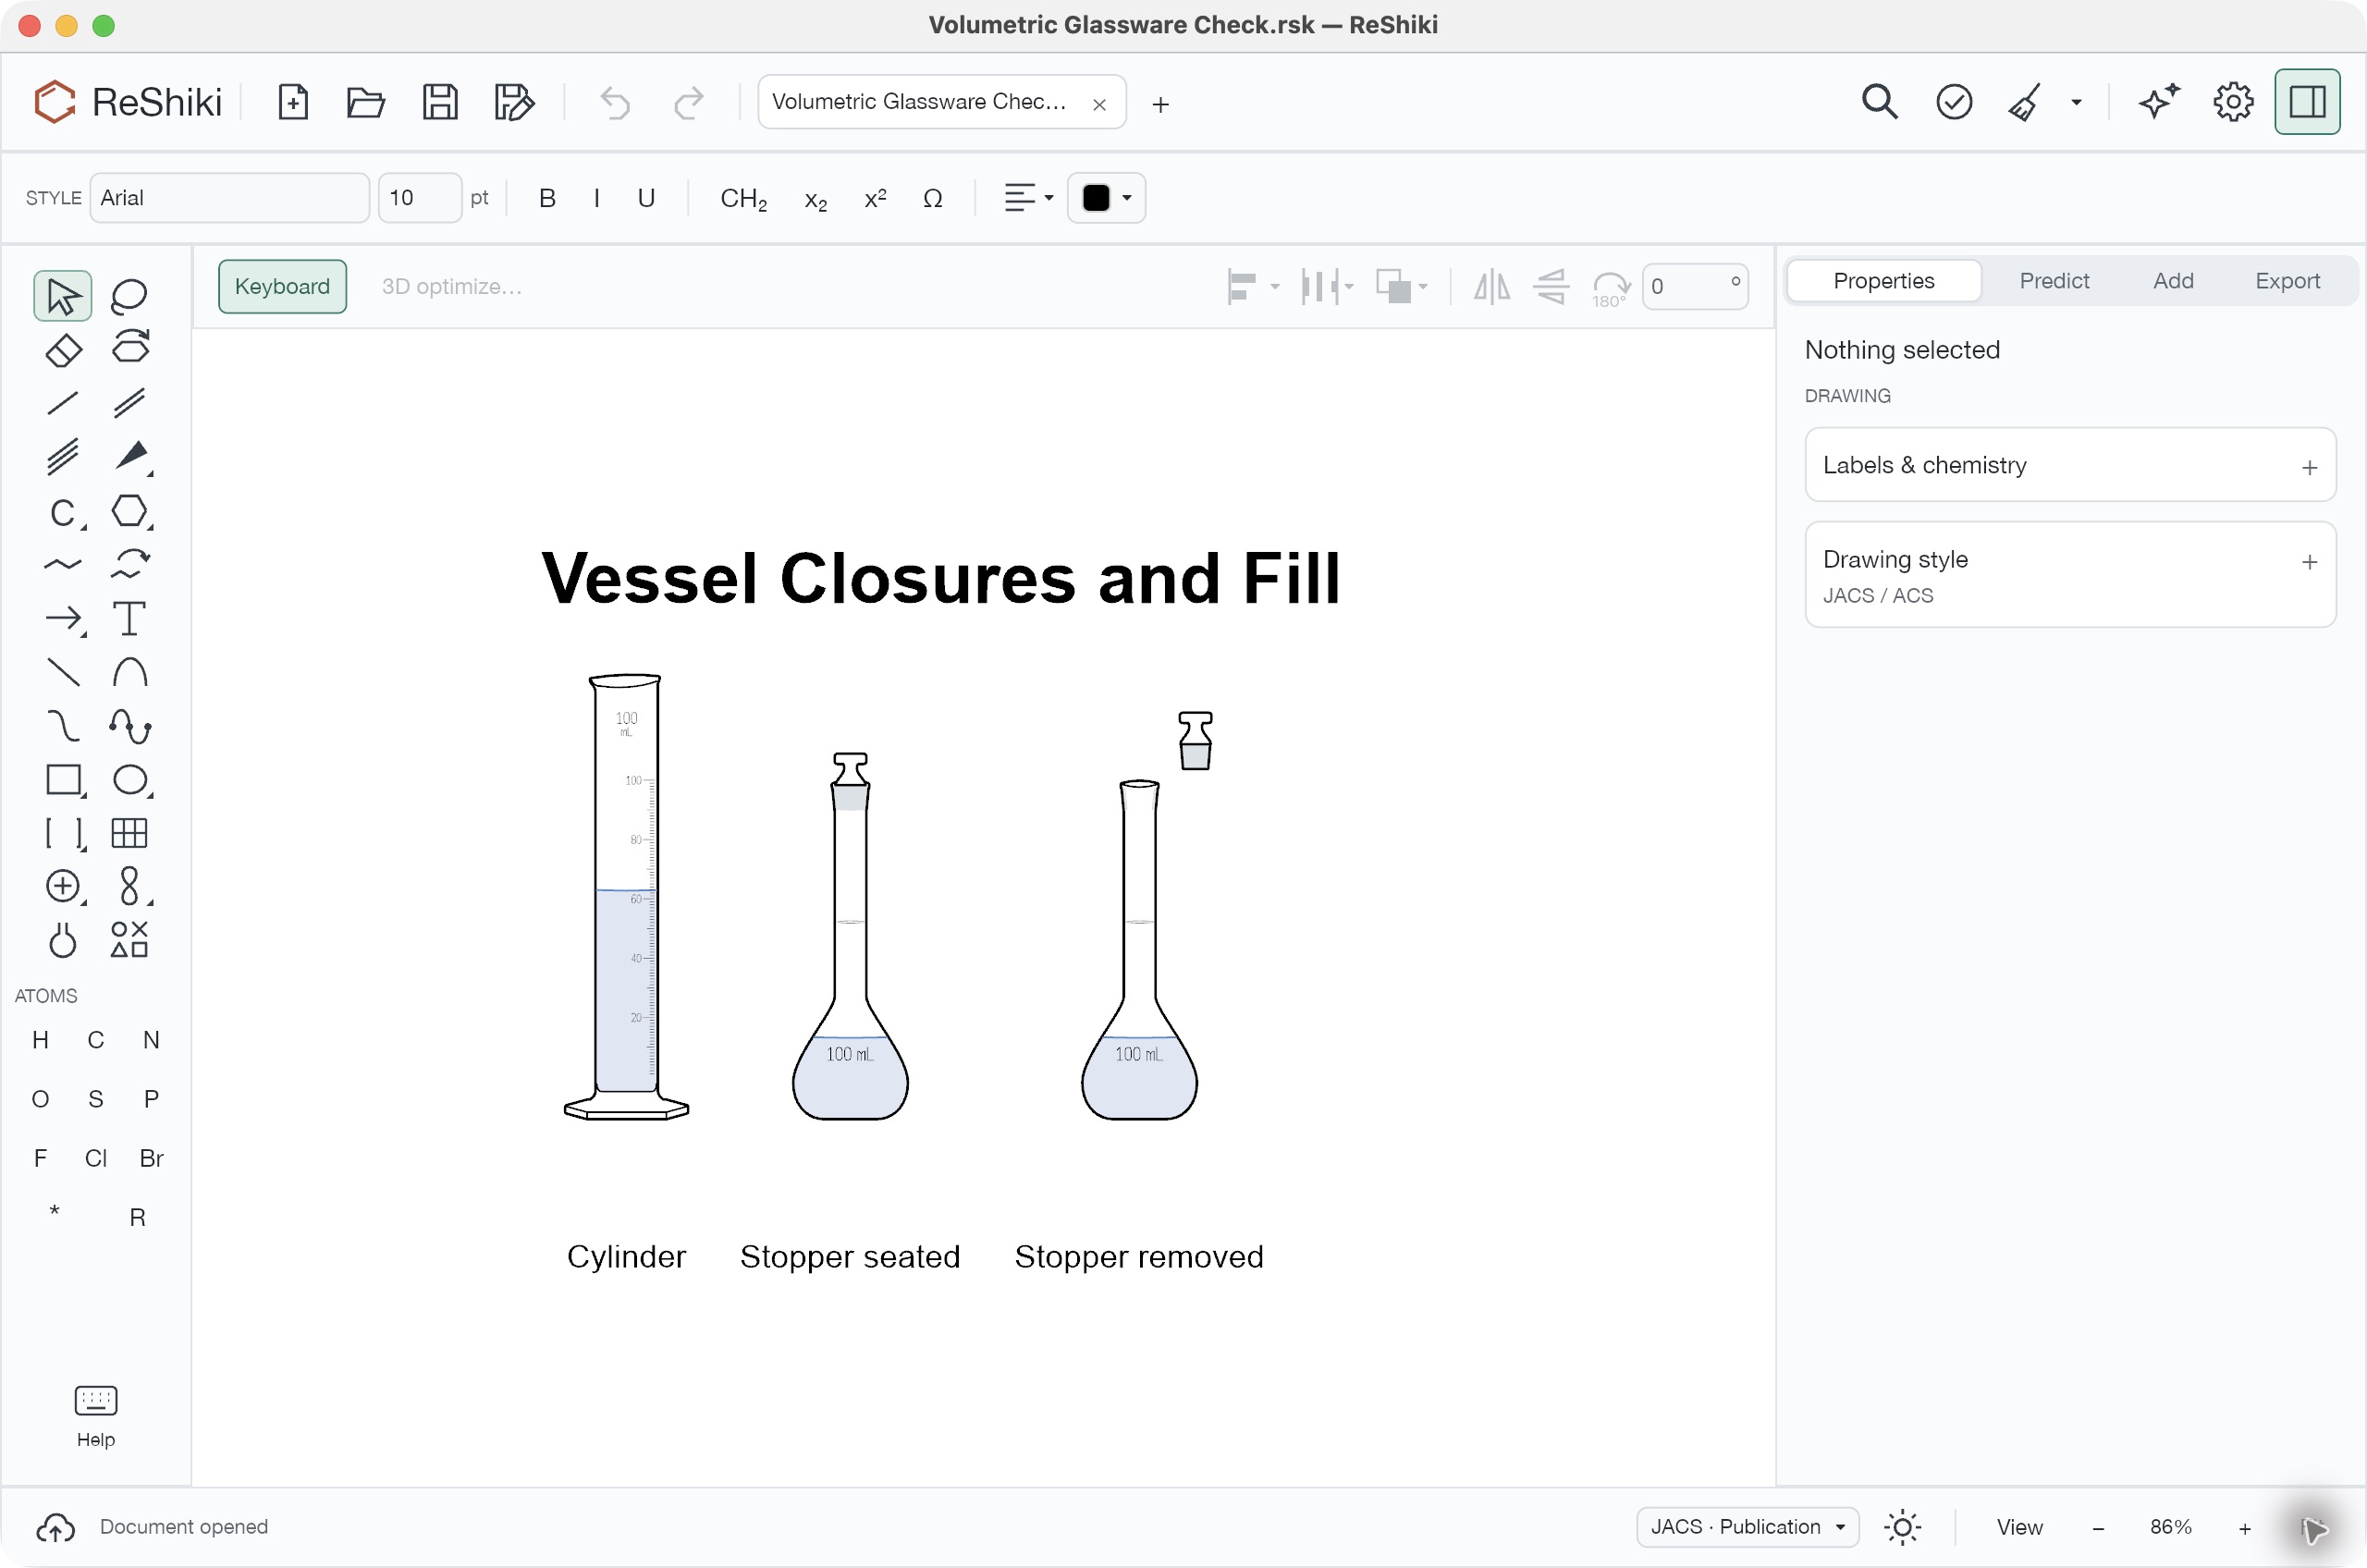 Volumetric Glassware Check.rsk — ReShiki
ReShiki
Volumetric Glassware Chec...
STYLE Arial 10 pt B I U CH₂ x₂ x² Ω
Keyboard 3D optimize...
180° 0 °
Properties Predict Add Export
Nothing selected
DRAWING
Labels & chemistry
Drawing style
JACS / ACS
C
T
ATOMS
H C N
O S P
F Cl Br
* R
Help
Vessel Closures and Fill
100
mL
100
80
60
40
20
100 mL
100 mL
Cylinder Stopper seated Stopper removed
Document opened
JACS · Publication View − 86% +